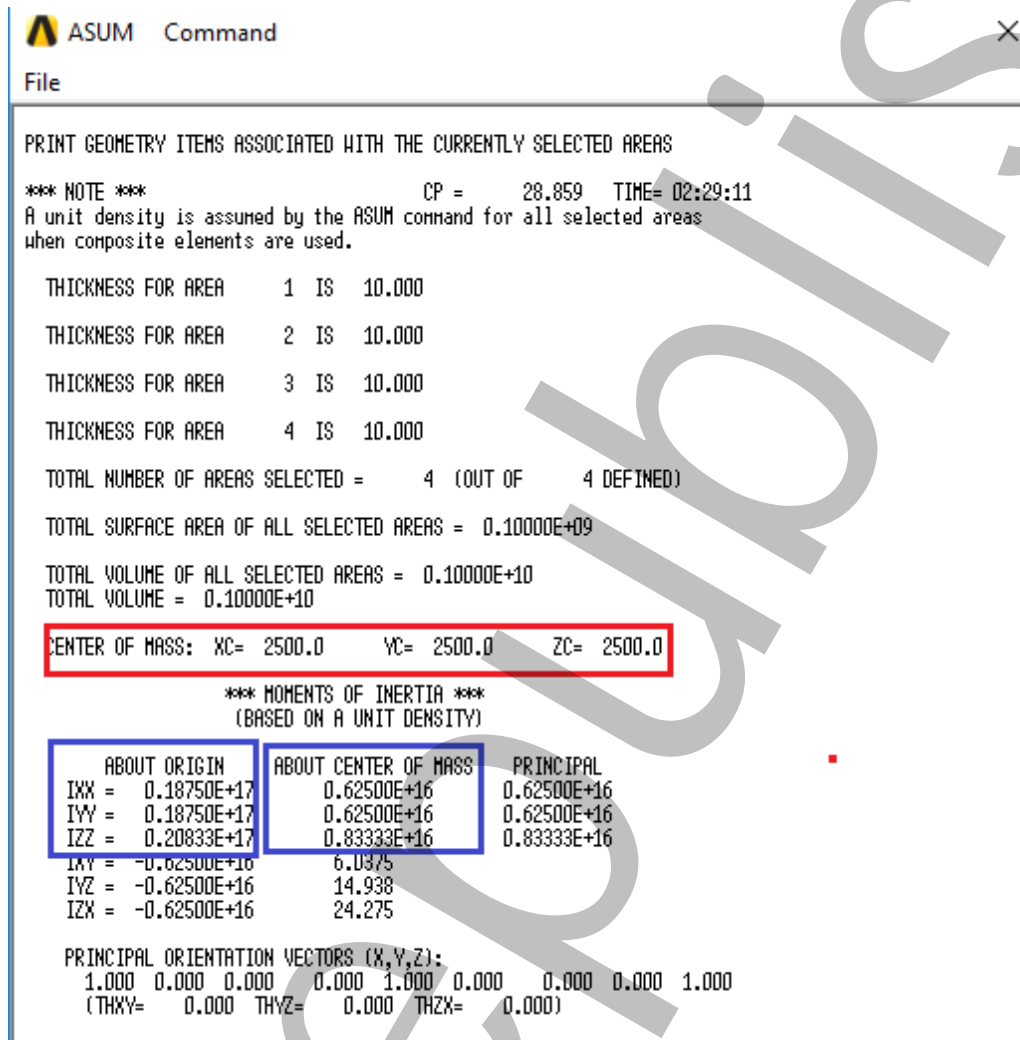 ASUM Command
File
PRINT GEOMETRY ITEMS ASSOCIATED WITH THE CURRENTLY SELECTED AREAS
*** NOTE *** CP = 28.859 TIME= 02:29:11
A unit density is assumed by the ASUM command for all selected areas
when composite elements are used.
THICKNESS FOR AREA 1 IS 10.000
THICKNESS FOR AREA 2 IS 10.000
THICKNESS FOR AREA 3 IS 10.000
THICKNESS FOR AREA 4 IS 10.000
TOTAL NUMBER OF AREAS SELECTED = 4 (OUT OF 4 DEFINED)
TOTAL SURFACE AREA OF ALL SELECTED AREAS = 0.10000E+09
TOTAL VOLUME OF ALL SELECTED AREAS = 0.10000E+10
TOTAL VOLUME = 0.10000E+10
CENTER OF MASS: XC= 2500.0 YC= 2500.0 ZC= 2500.0
*** MOMENTS OF INERTIA ***
(BASED ON A UNIT DENSITY)
ABOUT ORIGIN ABOUT CENTER OF MASS PRINCIPAL
IXX = 0.18750E+17 0.62500E+16 0.62500E+16
IYY = 0.18750E+17 0.62500E+16 0.62500E+16
IZZ = 0.20833E+17 0.83333E+16 0.83333E+16
IXY = -0.62500E+16 6.0375
IYZ = -0.62500E+16 14.938
IZX = -0.62500E+16 24.275
PRINCIPAL ORIENTATION VECTORS (X,Y,Z):
1.000 0.000 0.000 0.000 1.000 0.000 0.000 0.000 1.000
(THXY= 0.000 THYZ= 0.000 THZX= 0.000)